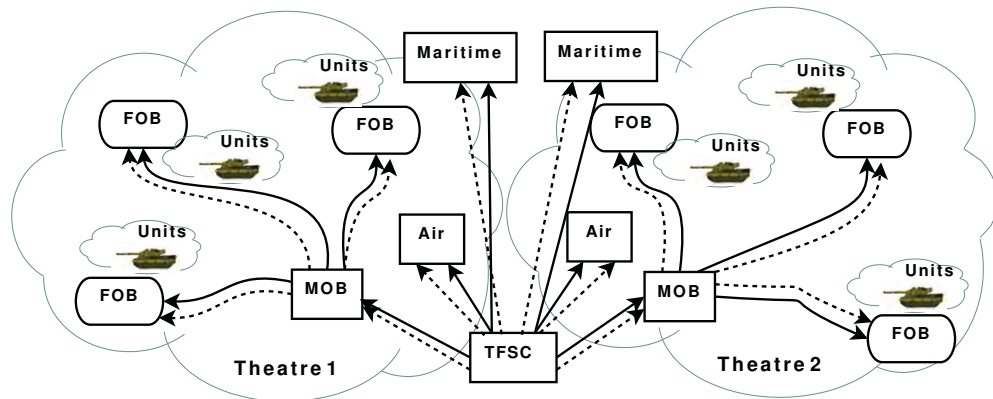 Maritime
Maritime
Units
Units
FOB
FOB
FOB
FOB
Units
Units
Units
Air
Air
FOB
MOB
MOB
Units
FOB
TFSC
Theatre 1
Theatre 2